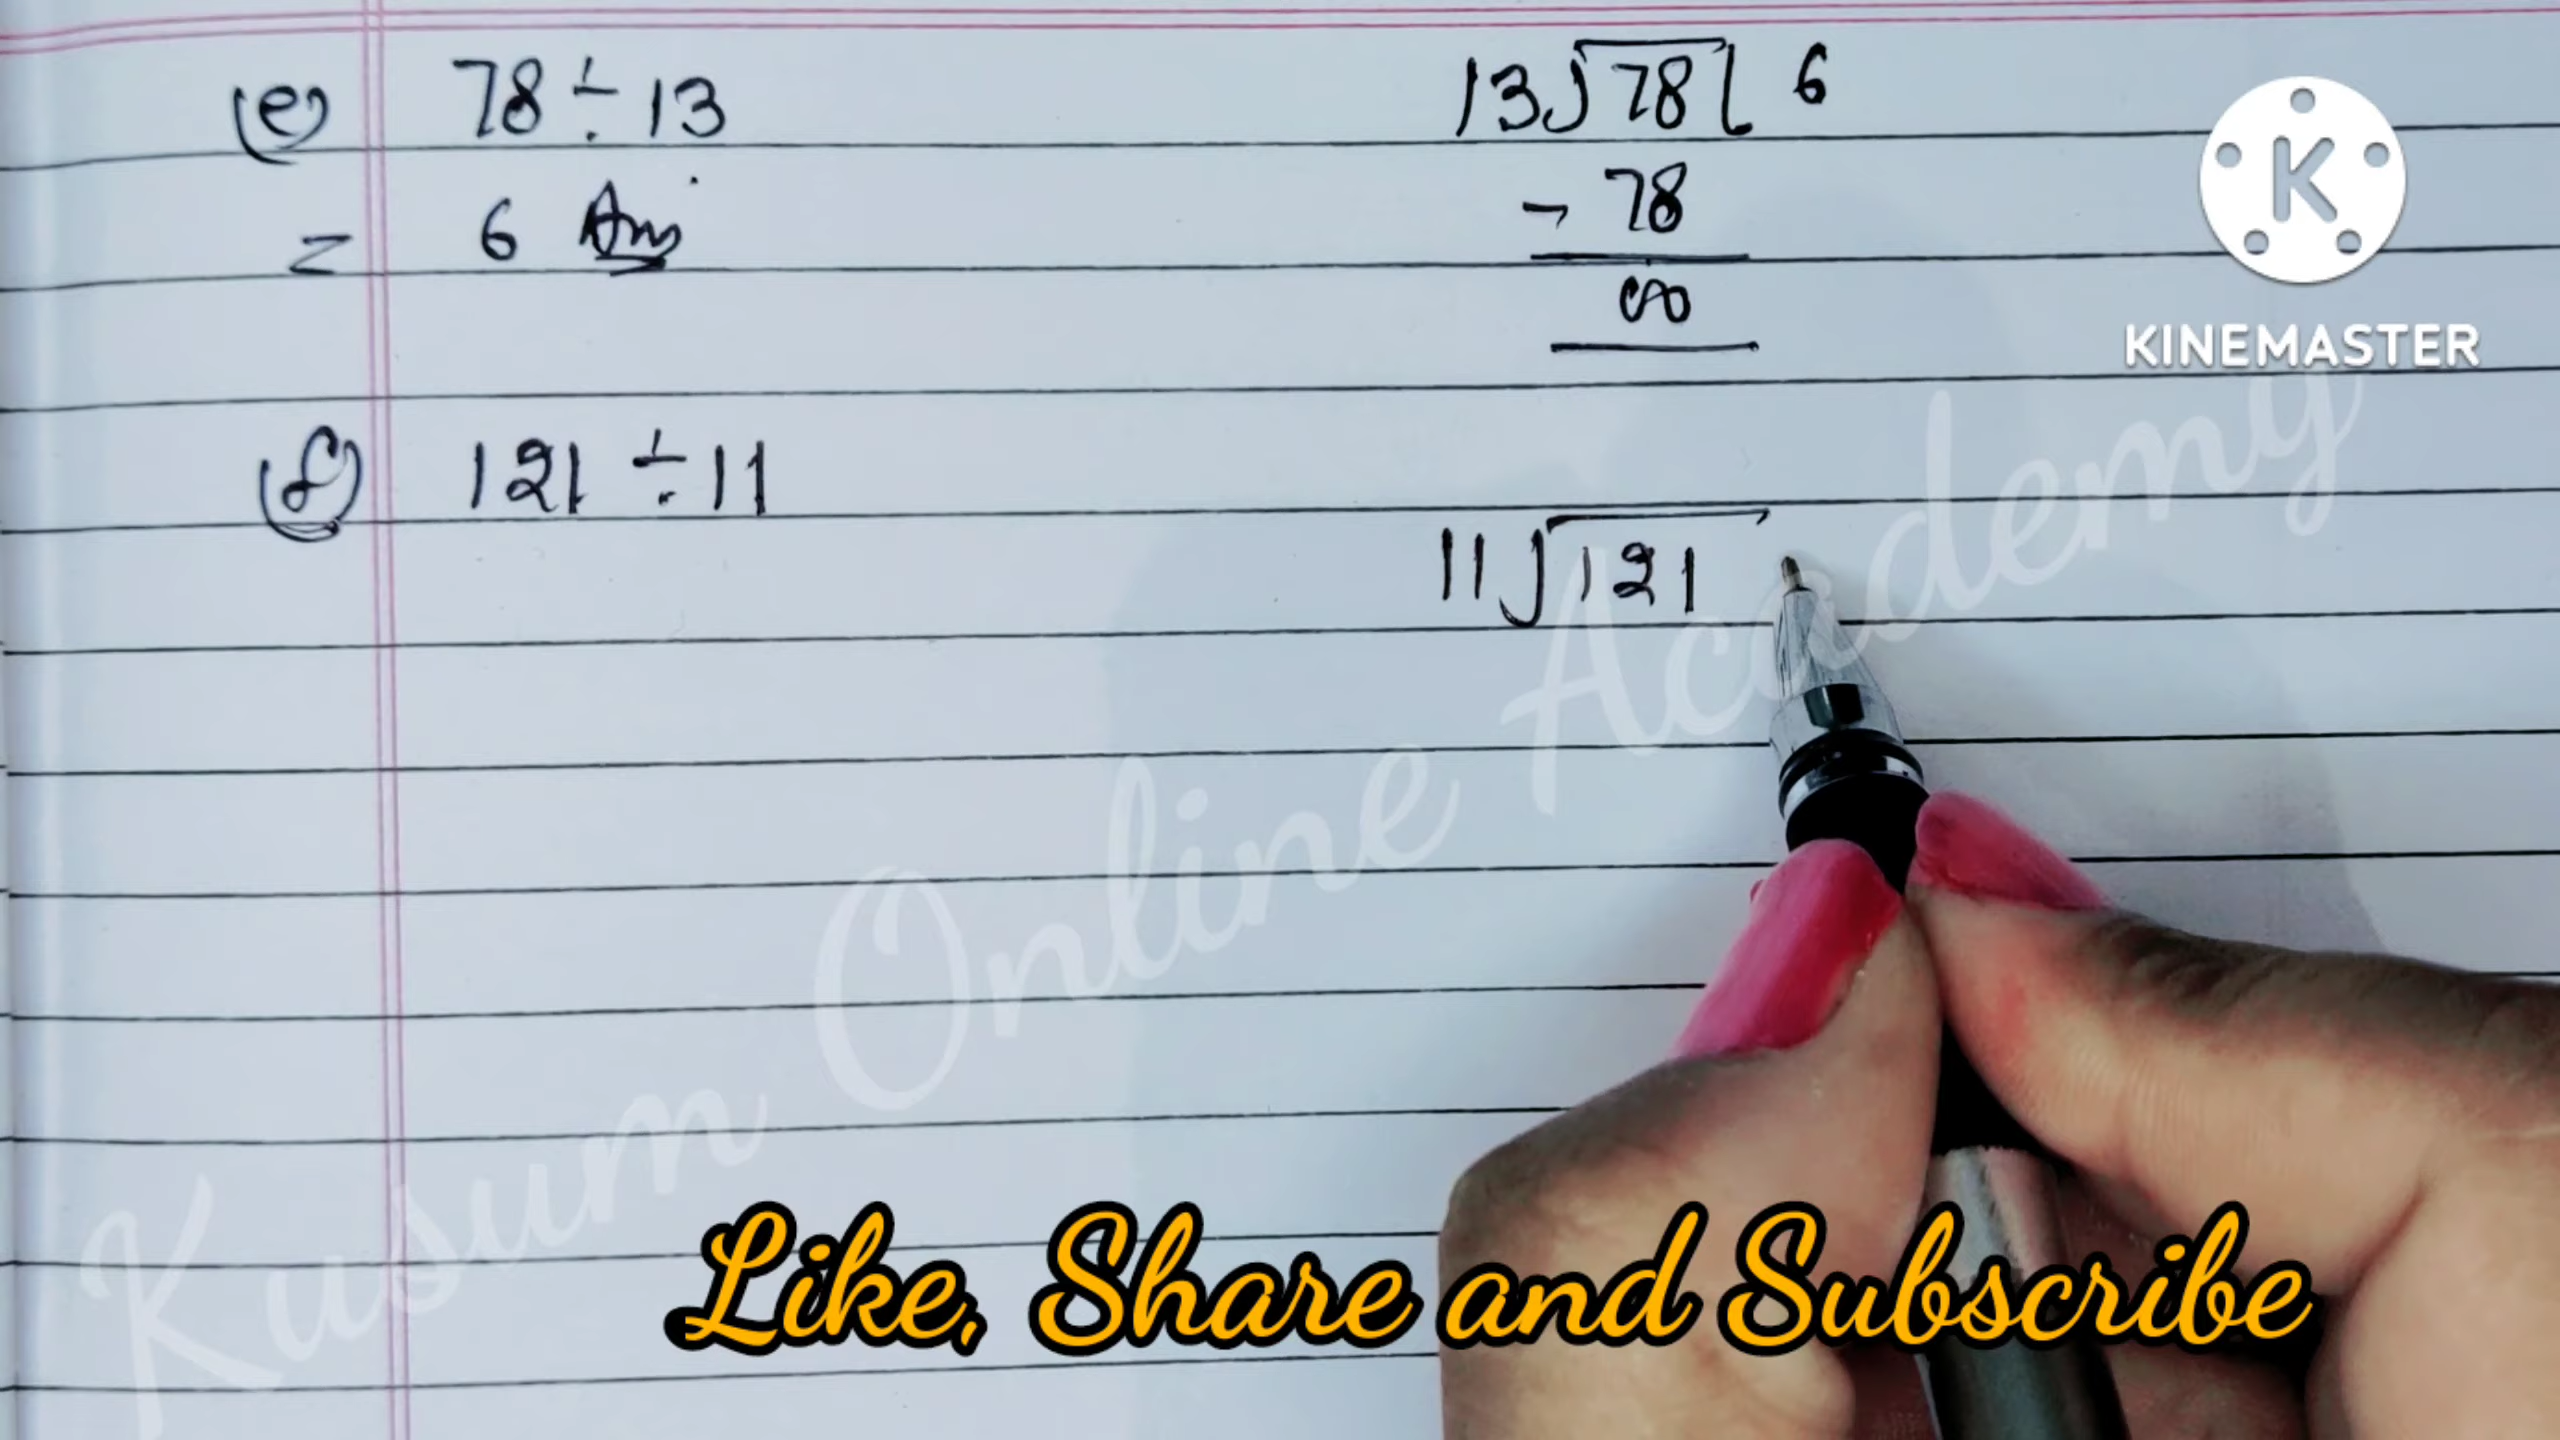 (e) 78 ÷ 13
= 6 Ans
13)78( 6
- 78
00
(f) 121 ÷ 11
11)121
K
KINEMASTER
Kusum Online Academy
Like, Share and Subscribe